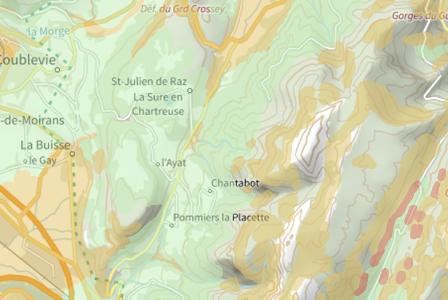 Déf. du Grd Crossey
Gorges du G
la Morge
Coublevie
St-Julien de Raz
La Sure en
Chartreuse
-de-Moirans
La Buisse
le Gay
l'Ayat
Chantabot
Pommiers la Placette